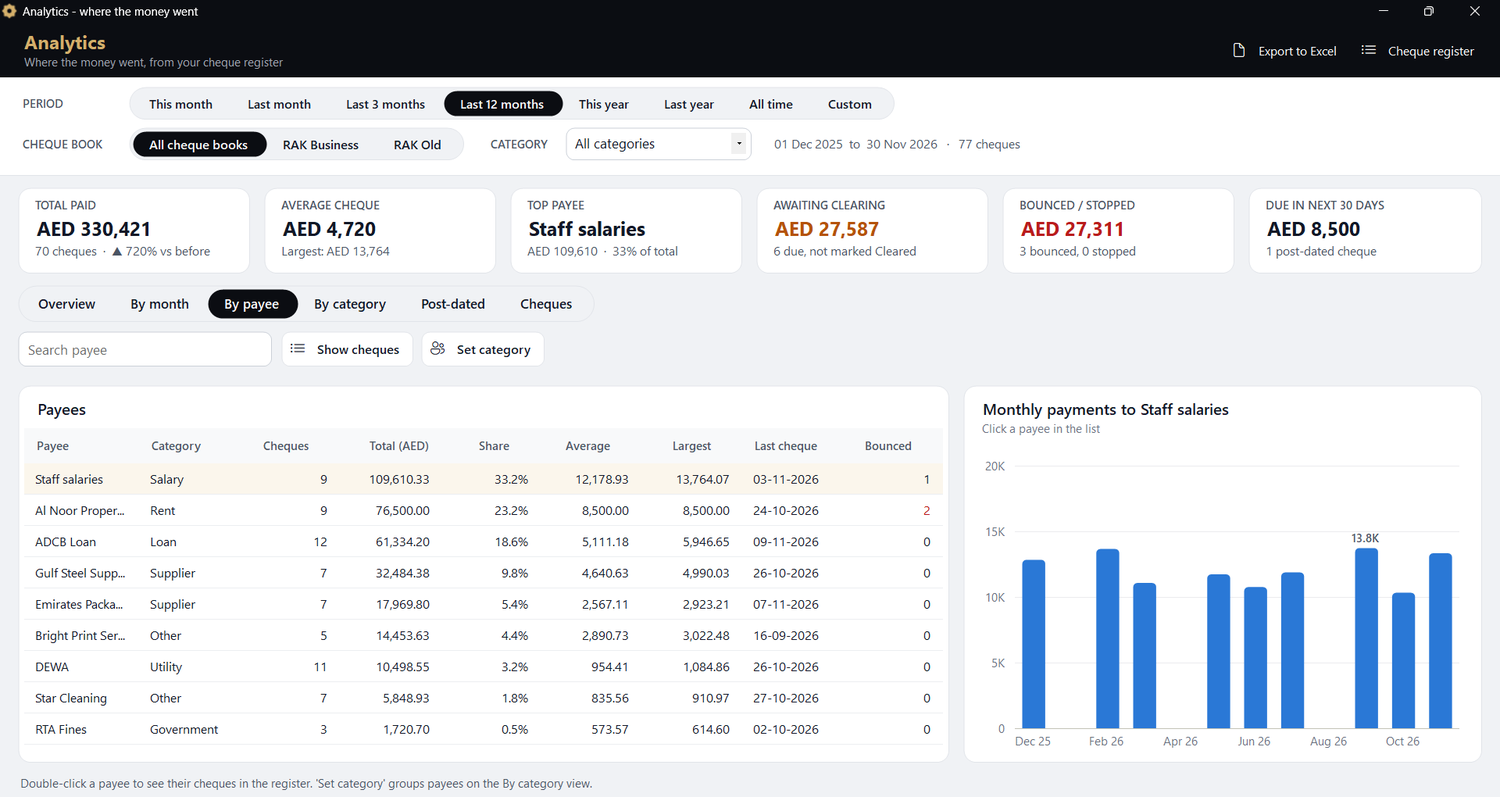 Analytics - where the money went
Analytics
Where the money went, from your cheque register
Export to Excel
Cheque register
PERIOD
This month
Last month
Last 3 months
Last 12 months
This year
Last year
All time
Custom
CHEQUE BOOK
All cheque books
RAK Business
RAK Old
CATEGORY
All categories
01 Dec 2025 to 30 Nov 2026 · 77 cheques
TOTAL PAID
AED 330,421
70 cheques · ▲ 720% vs before
AVERAGE CHEQUE
AED 4,720
Largest: AED 13,764
TOP PAYEE
Staff salaries
AED 109,610 · 33% of total
AWAITING CLEARING
AED 27,587
6 due, not marked Cleared
BOUNCED / STOPPED
AED 27,311
3 bounced, 0 stopped
DUE IN NEXT 30 DAYS
AED 8,500
1 post-dated cheque
Overview
By month
By payee
By category
Post-dated
Cheques
Search payee
Show cheques
Set category
Payees
Payee Category Cheques Total (AED) Share Average Largest Last cheque Bounced
Staff salaries Salary 9 109,610.33 33.2% 12,178.93 13,764.07 03-11-2026 1
Al Noor Proper... Rent 9 76,500.00 23.2% 8,500.00 8,500.00 24-10-2026 2
ADCB Loan Loan 12 61,334.20 18.6% 5,111.18 5,946.65 09-11-2026 0
Gulf Steel Supp... Supplier 7 32,484.38 9.8% 4,640.63 4,990.03 26-10-2026 0
Emirates Packa... Supplier 7 17,969.80 5.4% 2,567.11 2,923.21 07-11-2026 0
Bright Print Ser... Other 5 14,453.63 4.4% 2,890.73 3,022.48 16-09-2026 0
DEWA Utility 11 10,498.55 3.2% 954.41 1,084.86 26-10-2026 0
Star Cleaning Other 7 5,848.93 1.8% 835.56 910.97 27-10-2026 0
RTA Fines Government 3 1,720.70 0.5% 573.57 614.60 02-10-2026 0
Monthly payments to Staff salaries
Click a payee in the list
20K
15K
10K
5K
0
13.8K
Dec 25 Feb 26 Apr 26 Jun 26 Aug 26 Oct 26
Double-click a payee to see their cheques in the register. 'Set category' groups payees on the By category view.